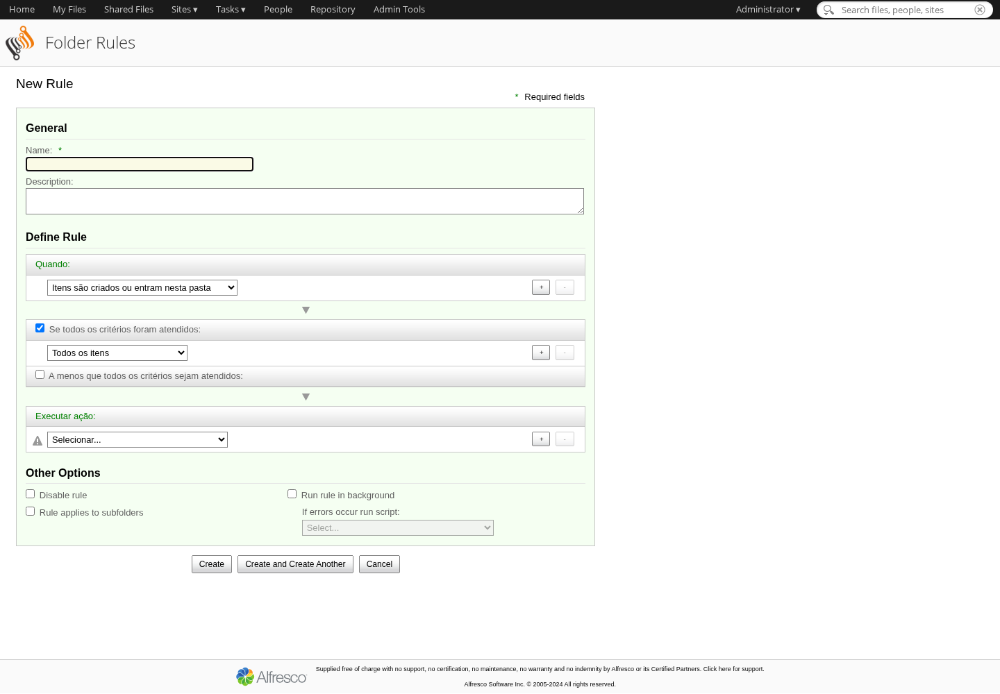 Home My Files Shared Files Sites ▾ Tasks ▾ People Repository Admin Tools Administrator ▾ Search files, people, sites
Folder Rules
New Rule
* Required fields
General
Name: *
Description:
Define Rule
Quando:
Itens são criados ou entram nesta pasta + -
Se todos os critérios foram atendidos:
Todos os itens + -
A menos que todos os critérios sejam atendidos:
Executar ação:
Selecionar... + -
Other Options
Disable rule Run rule in background
Rule applies to subfolders If errors occur run script:
Select...
Create Create and Create Another Cancel
Alfresco Supplied free of charge with no support, no certification, no maintenance, no warranty and no indemnity by Alfresco or its Certified Partners. Click here for support.
Alfresco Software Inc. © 2005-2024 All rights reserved.